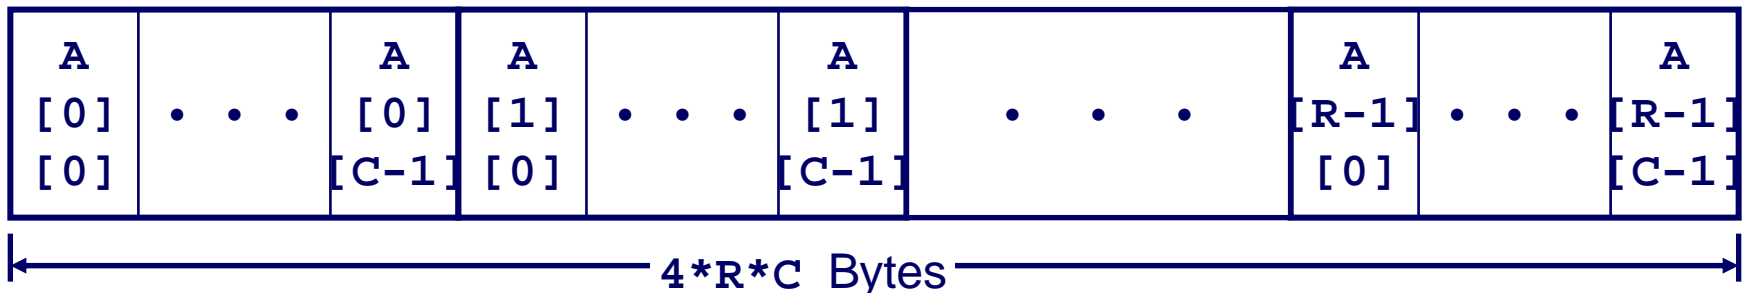 A A A A A A
[0] • • • [0] [1] • • • [1] • • • [R-1] • • • [R-1]
[0] [C-1] [0] [C-1] [0] [C-1]
4*R*C Bytes